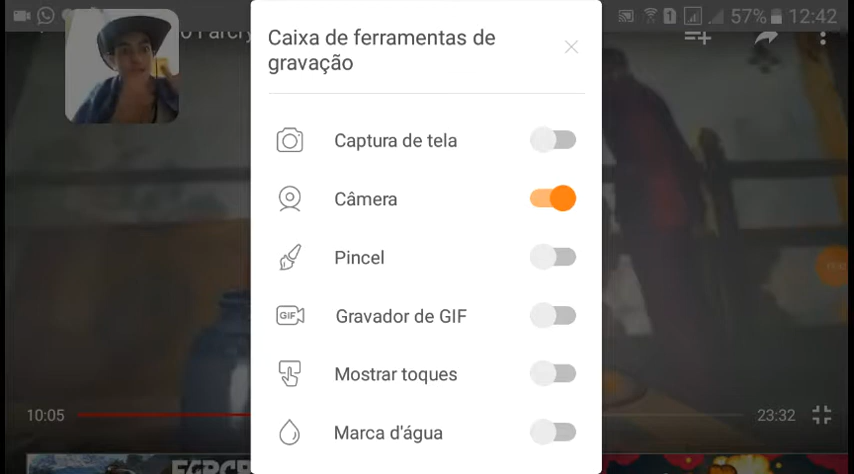 57% 12:42
Caixa de ferramentas de
gravação
Captura de tela
Câmera
Pincel
GIF Gravador de GIF
Mostrar toques
Marca d'água
10:05 23:32